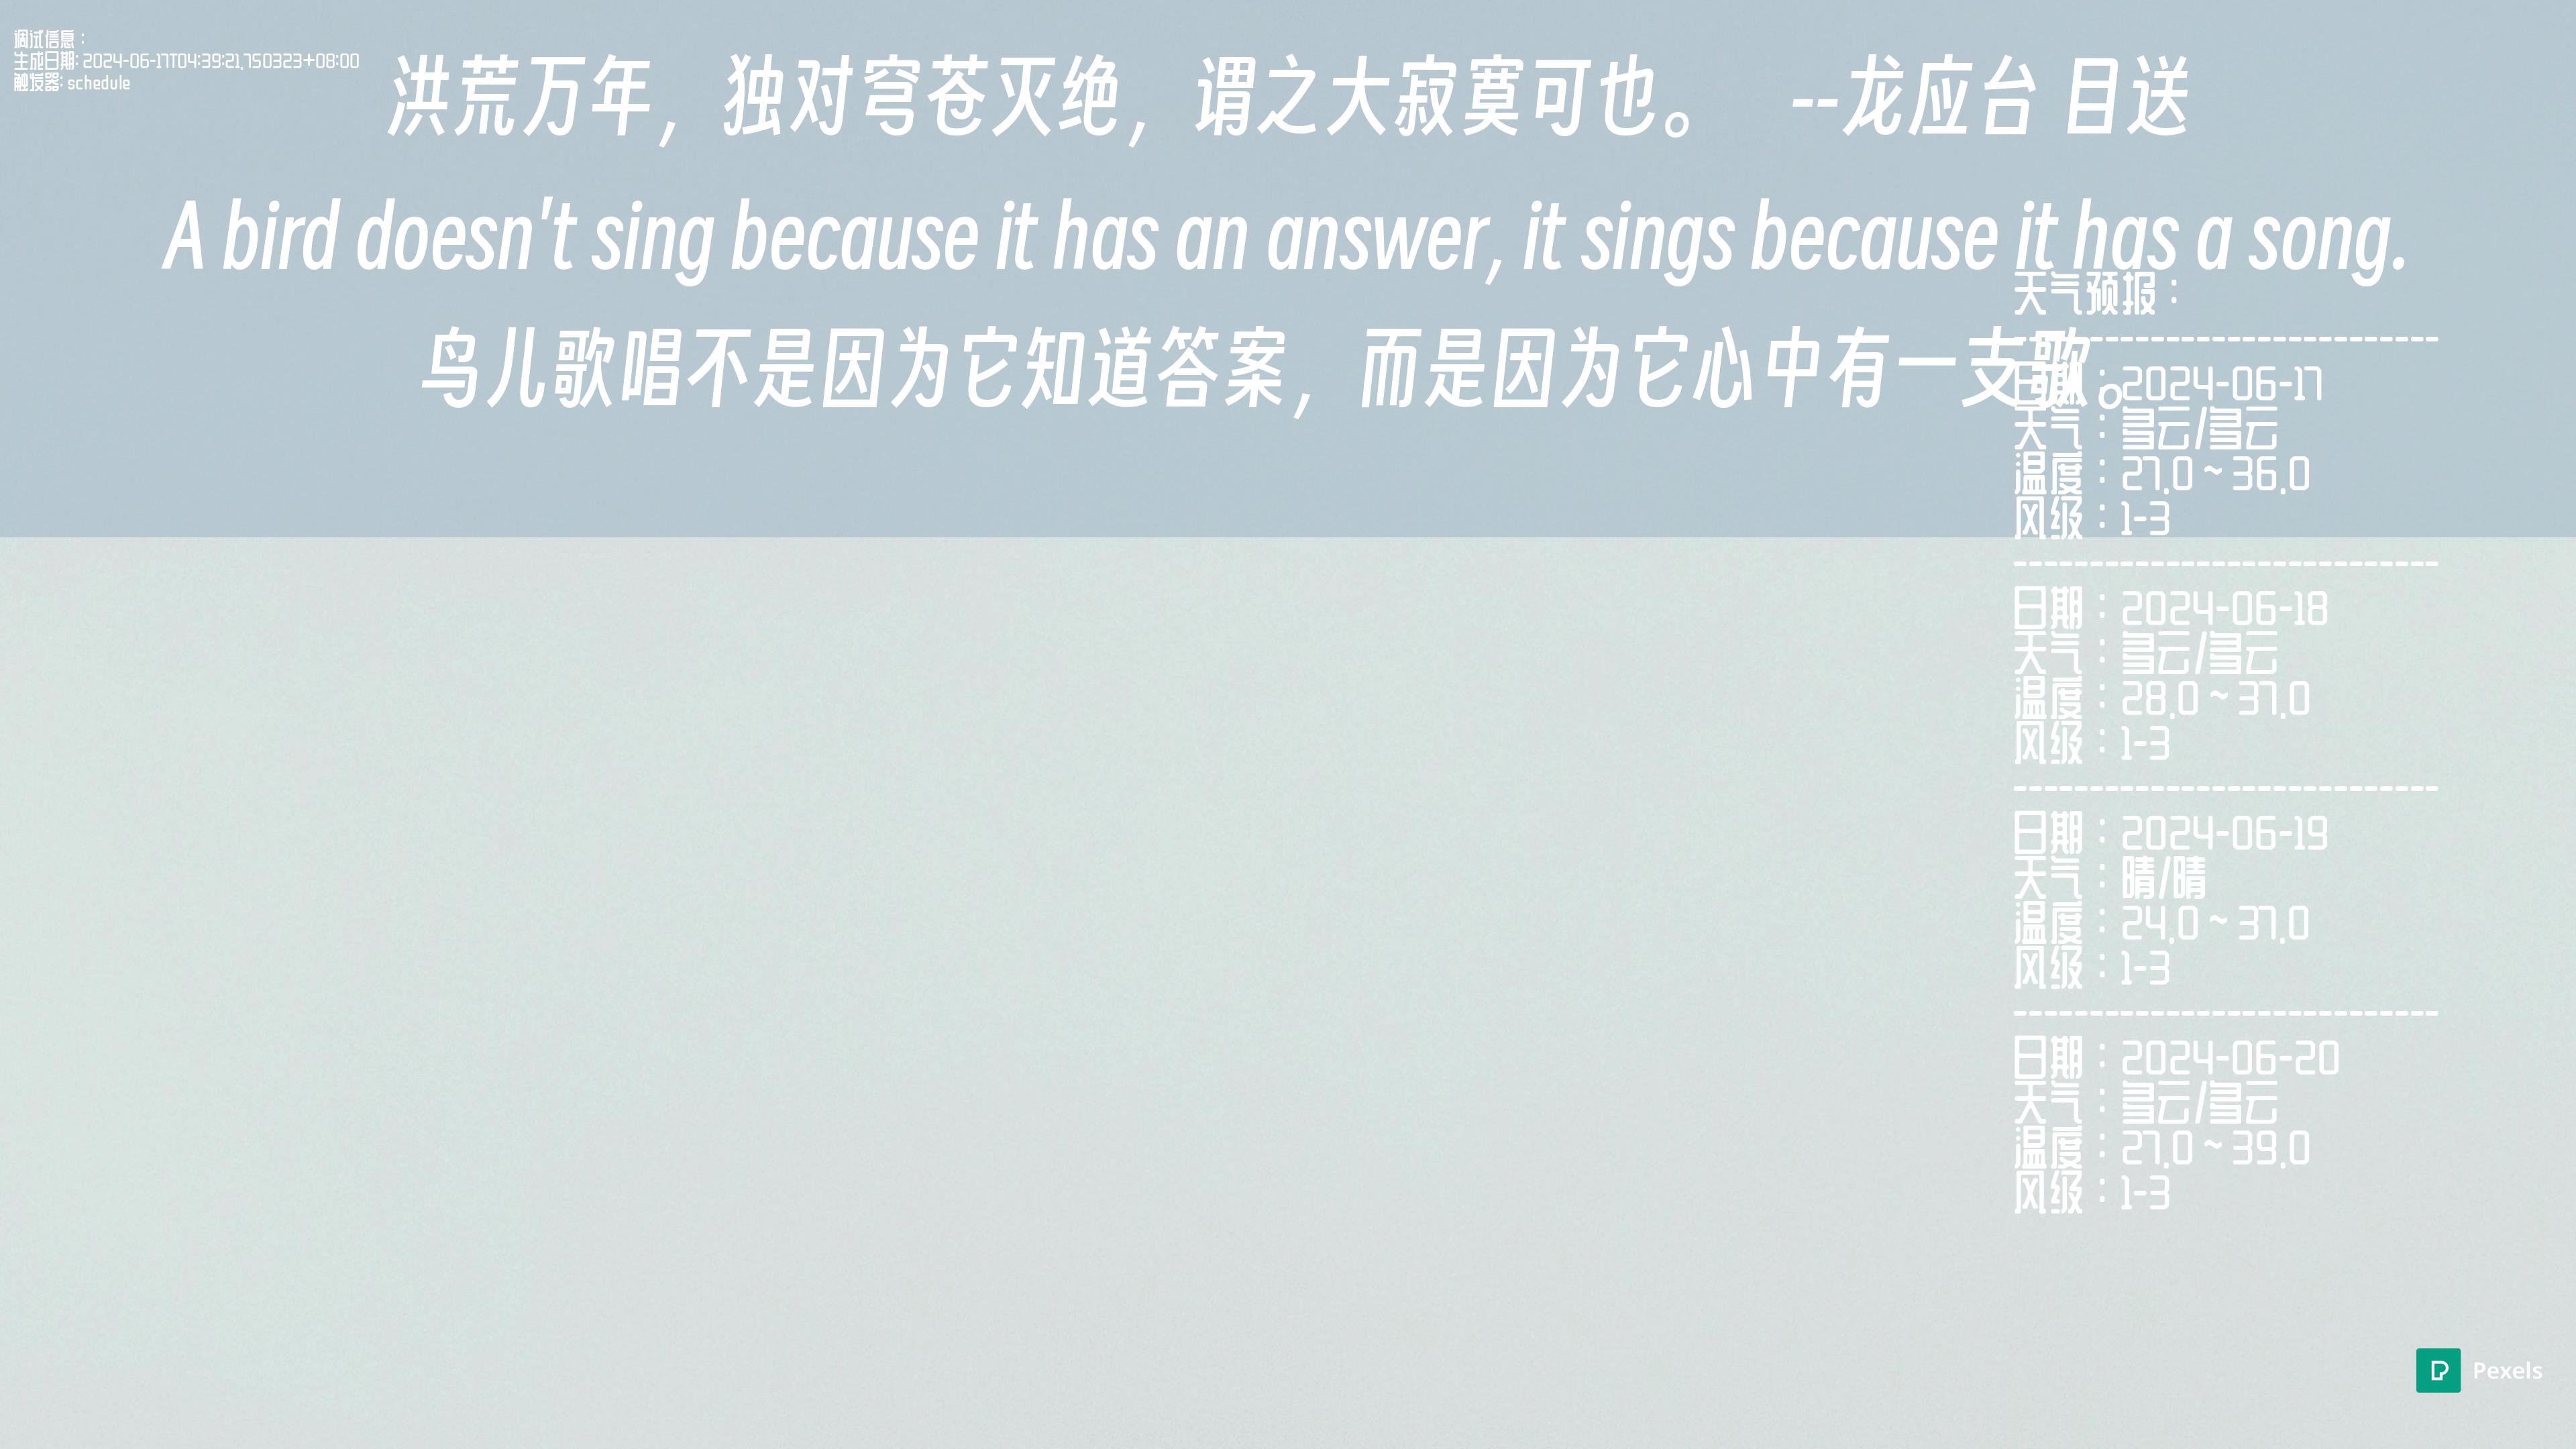 调试信息：
生成日期: 2024-06-17T04:39:21.750323+08:00
触发器: schedule
洪荒万年，独对穹苍灭绝，谓之大寂寞可也。 --龙应台 目送
A bird doesn't sing because it has an answer, it sings because it has a song.
鸟儿歌唱不是因为它知道答案，而是因为它心中有一支歌。
天气预报：
----------------------------
日期：2024-06-17
天气：多云/多云
温度：27.0 ~ 36.0
风级：1-3
----------------------------
日期：2024-06-18
天气：多云/多云
温度：28.0 ~ 37.0
风级：1-3
----------------------------
日期：2024-06-19
天气：晴/晴
温度：24.0 ~ 37.0
风级：1-3
----------------------------
日期：2024-06-20
天气：多云/多云
温度：27.0 ~ 39.0
风级：1-3
Pexels